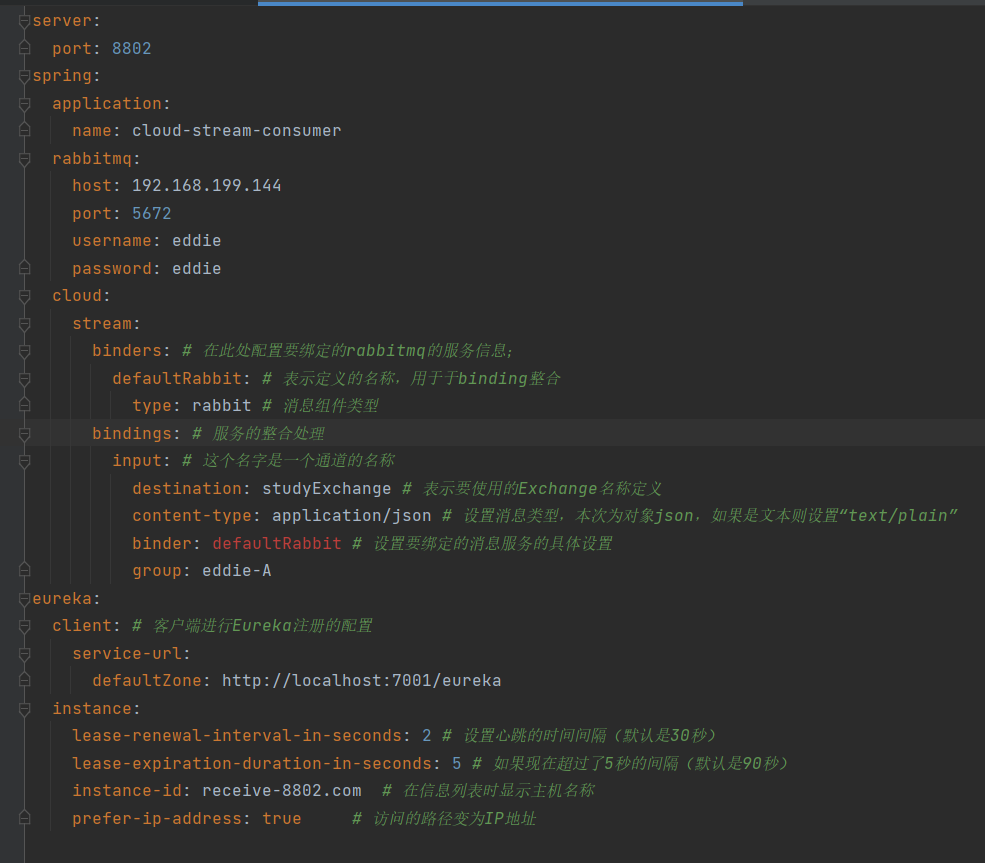 server:
  port: 8802
spring:
  application:
    name: cloud-stream-consumer
  rabbitmq:
    host: 192.168.199.144
    port: 5672
    username: eddie
    password: eddie
  cloud:
    stream:
      binders: # 在此处配置要绑定的rabbitmq的服务信息;
        defaultRabbit: # 表示定义的名称，用于于binding整合
          type: rabbit # 消息组件类型
      bindings: # 服务的整合处理
        input: # 这个名字是一个通道的名称
          destination: studyExchange # 表示要使用的Exchange名称定义
          content-type: application/json # 设置消息类型，本次为对象json，如果是文本则设置“text/plain”
          binder: defaultRabbit # 设置要绑定的消息服务的具体设置
          group: eddie-A
eureka:
  client: # 客户端进行Eureka注册的配置
    service-url:
      defaultZone: http://localhost:7001/eureka
  instance:
    lease-renewal-interval-in-seconds: 2 # 设置心跳的时间间隔（默认是30秒）
    lease-expiration-duration-in-seconds: 5 # 如果现在超过了5秒的间隔（默认是90秒）
    instance-id: receive-8802.com  # 在信息列表时显示主机名称
    prefer-ip-address: true     # 访问的路径变为IP地址